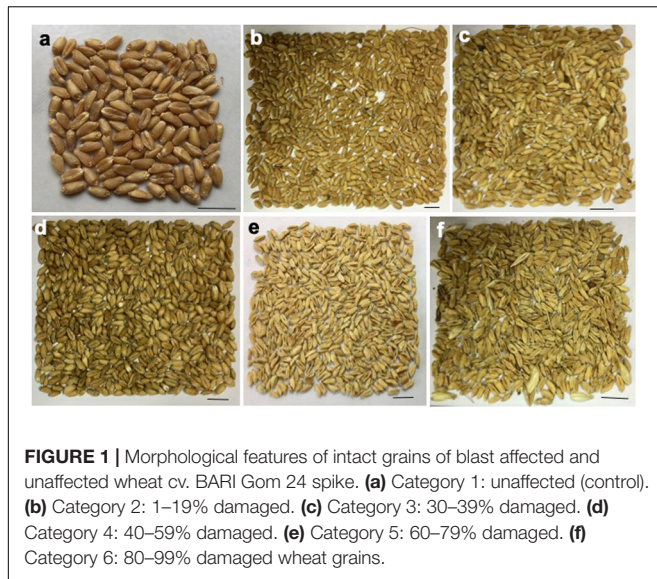 a
b
c
d
e
f
FIGURE 1 | Morphological features of intact grains of blast affected and
unaffected wheat cv. BARI Gom 24 spike. (a) Category 1: unaffected (control).
(b) Category 2: 1–19% damaged. (c) Category 3: 30–39% damaged. (d)
Category 4: 40–59% damaged. (e) Category 5: 60–79% damaged. (f)
Category 6: 80–99% damaged wheat grains.